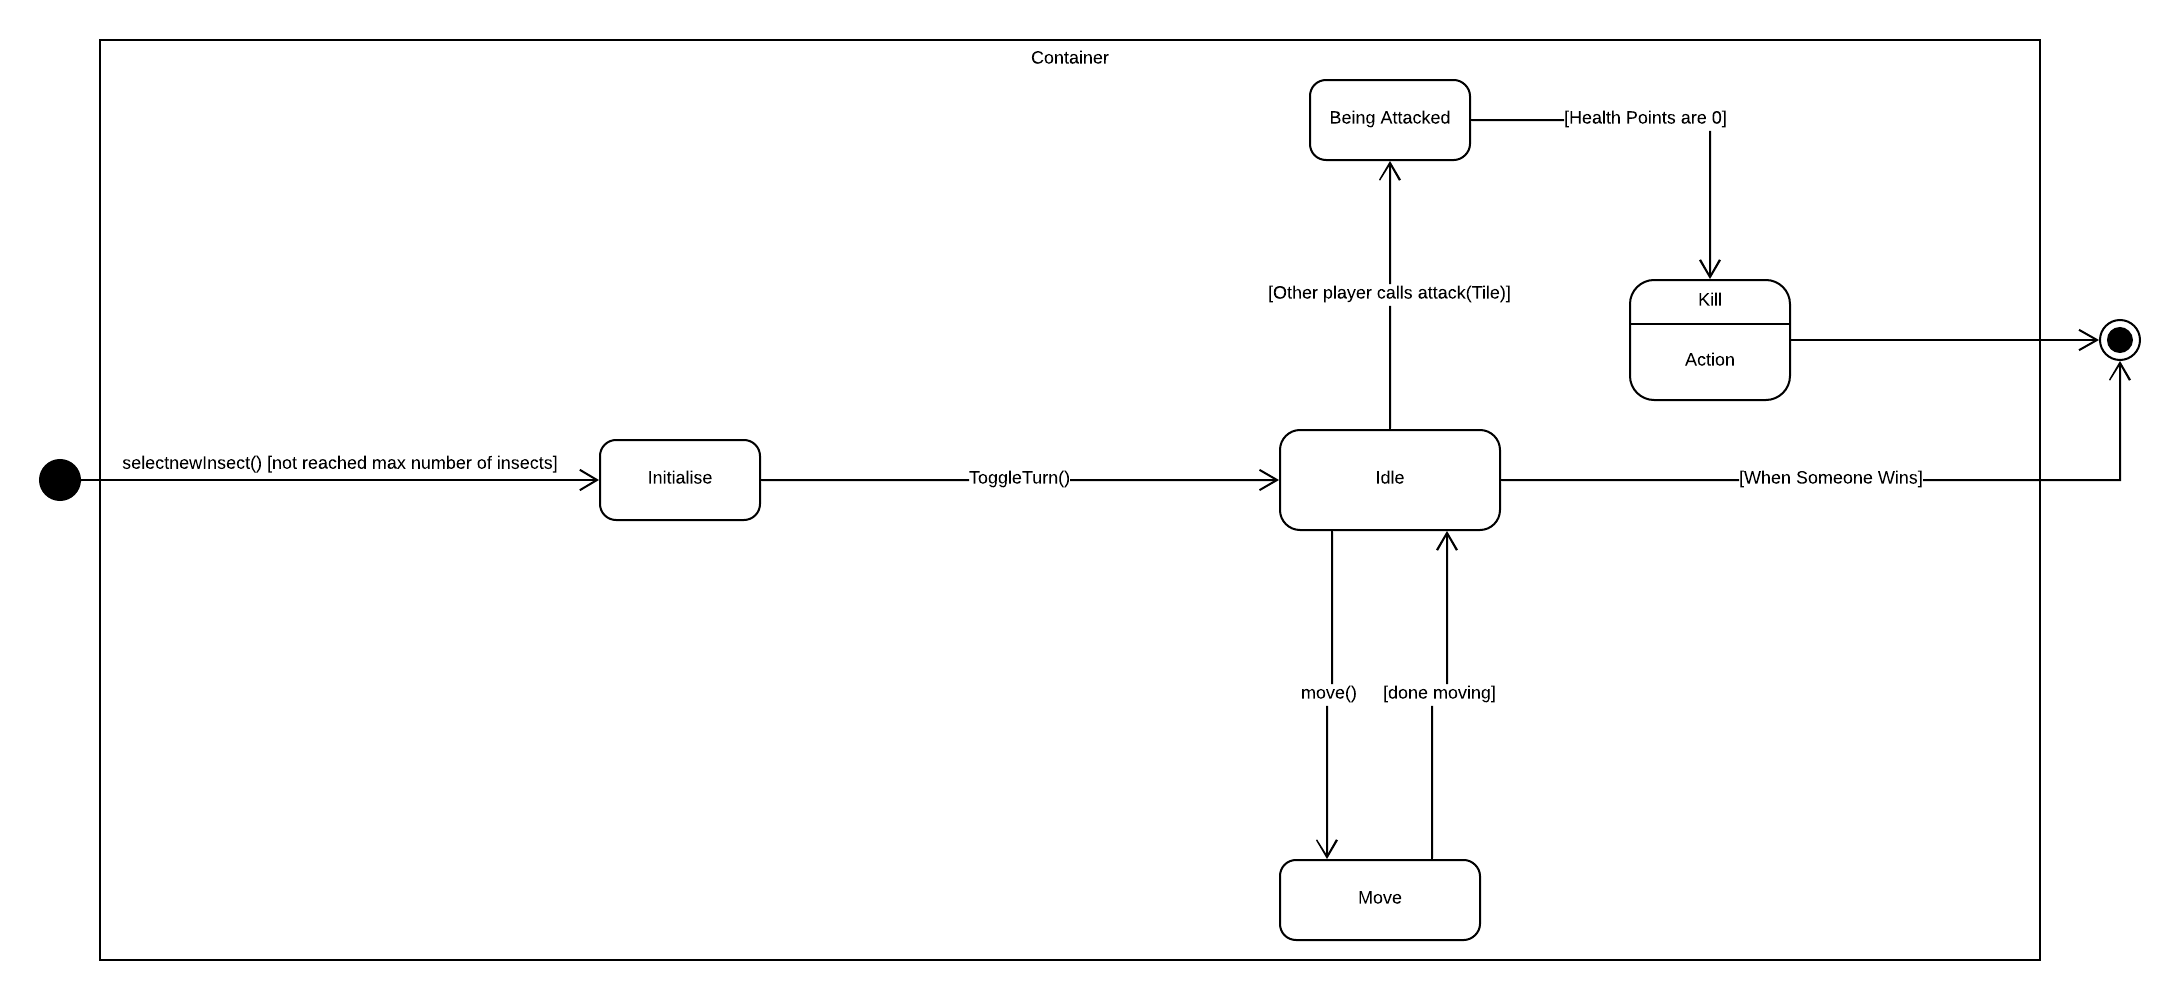 Container
Being Attacked
[Health Points are 0]
[Other player calls attack(Tile)]
Kill
Action
selectnewInsect() [not reached max number of insects]
Initialise
ToggleTurn()
Idle
[When Someone Wins]
move()
[done moving]
Move